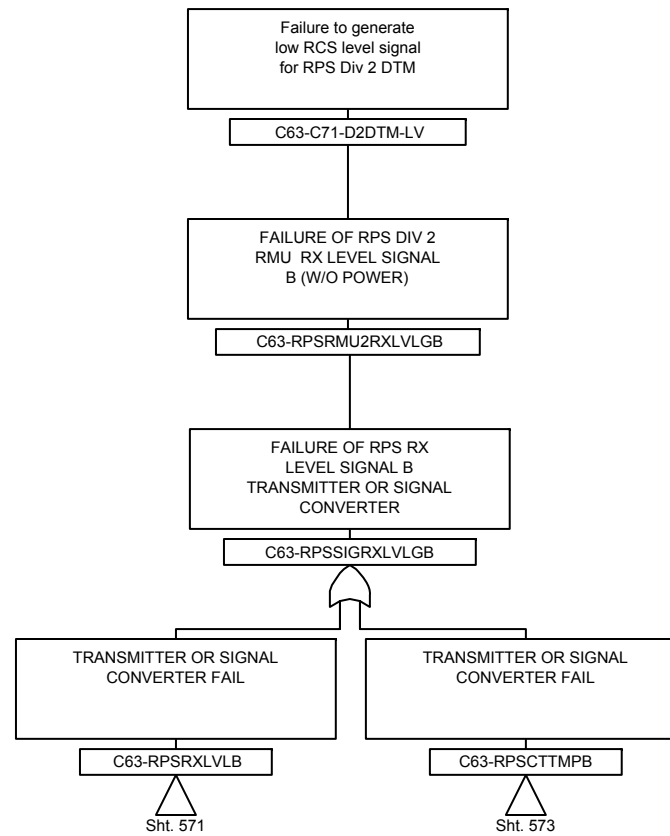 Failure to generate
low RCS level signal
for RPS Div 2 DTM
C63-C71-D2DTM-LV
FAILURE OF RPS DIV 2
RMU RX LEVEL SIGNAL
B (W/O POWER)
C63-RPSRMU2RXLVLGB
FAILURE OF RPS RX
LEVEL SIGNAL B
TRANSMITTER OR SIGNAL
CONVERTER
C63-RPSSIGRXLVLGB
TRANSMITTER OR SIGNAL
CONVERTER FAIL
C63-RPSRXLVLB
Sht. 571
TRANSMITTER OR SIGNAL
CONVERTER FAIL
C63-RPSCTTMPB
Sht. 573